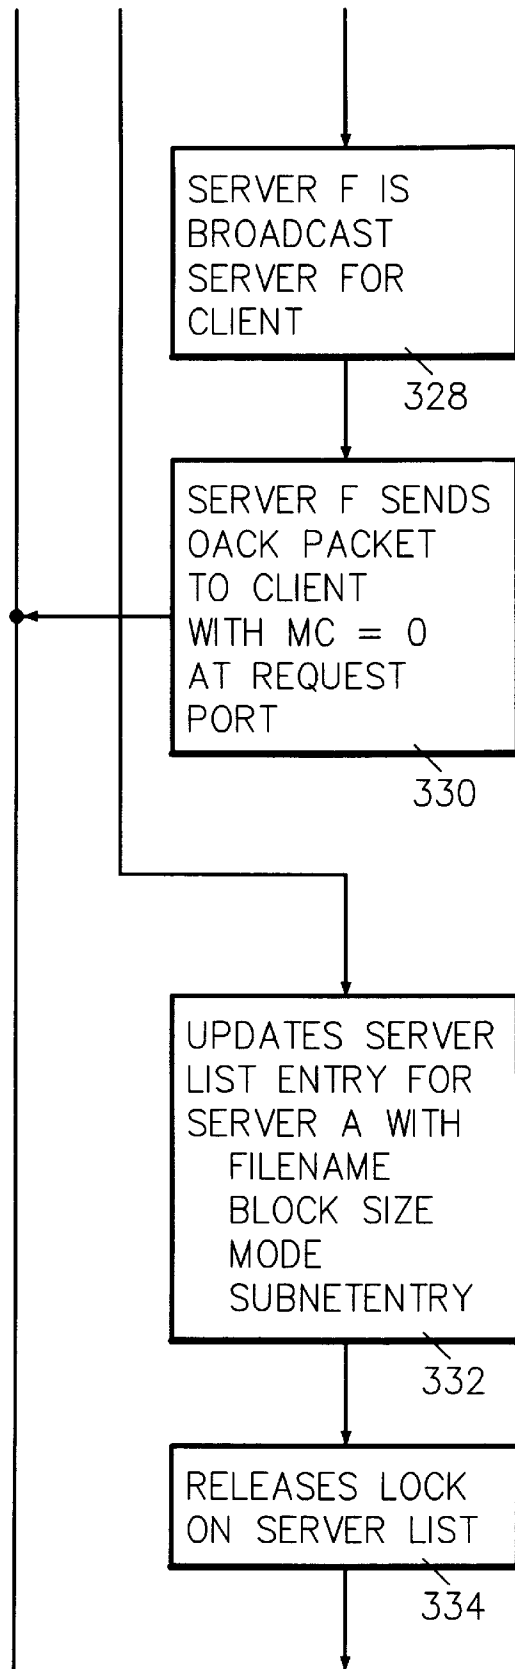 SERVER F IS
BROADCAST
SERVER FOR
CLIENT
328
SERVER F SENDS
OACK PACKET
TO CLIENT
WITH MC = 0
AT REQUEST
PORT
330
UPDATES SERVER
LIST ENTRY FOR
SERVER A WITH
FILENAME
BLOCK SIZE
MODE
SUBNETENTRY
332
RELEASES LOCK
ON SERVER LIST
334